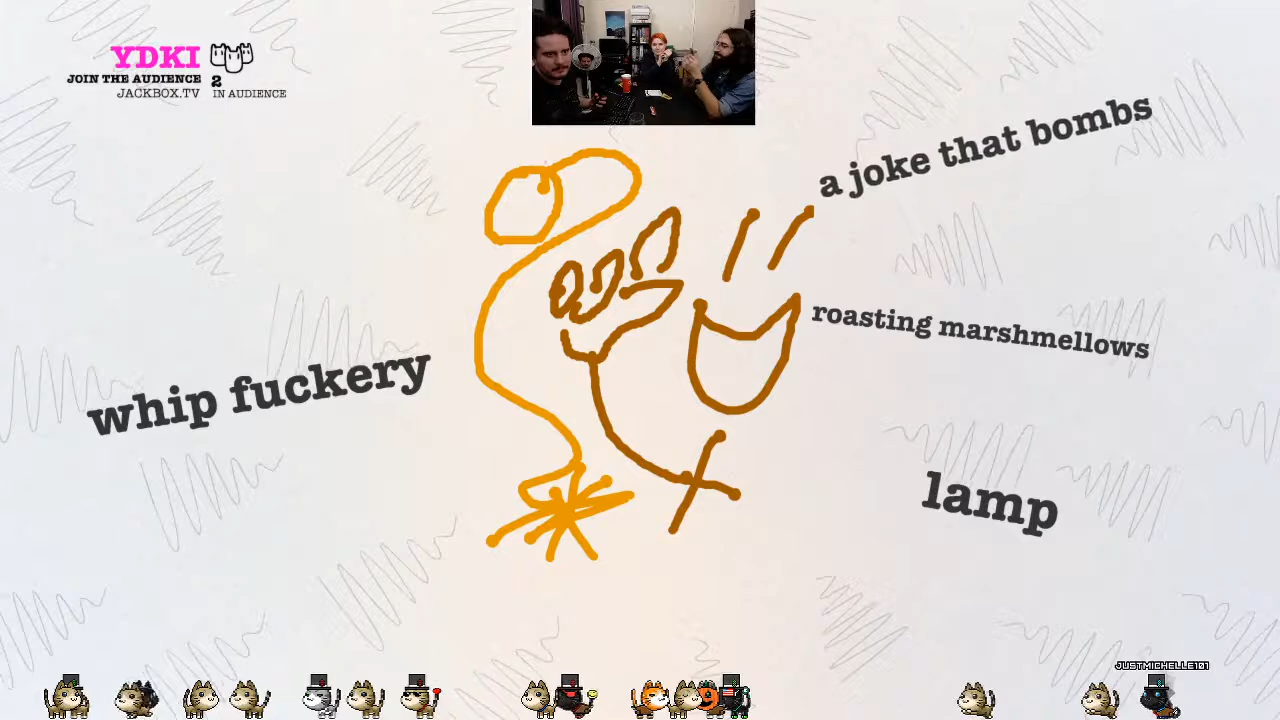 YDKI
JOIN THE AUDIENCE
JACKBOX.TV
2
IN AUDIENCE
a joke that bombs
roasting marshmellows
whip fuckery
lamp
JUSTMICHELLE101